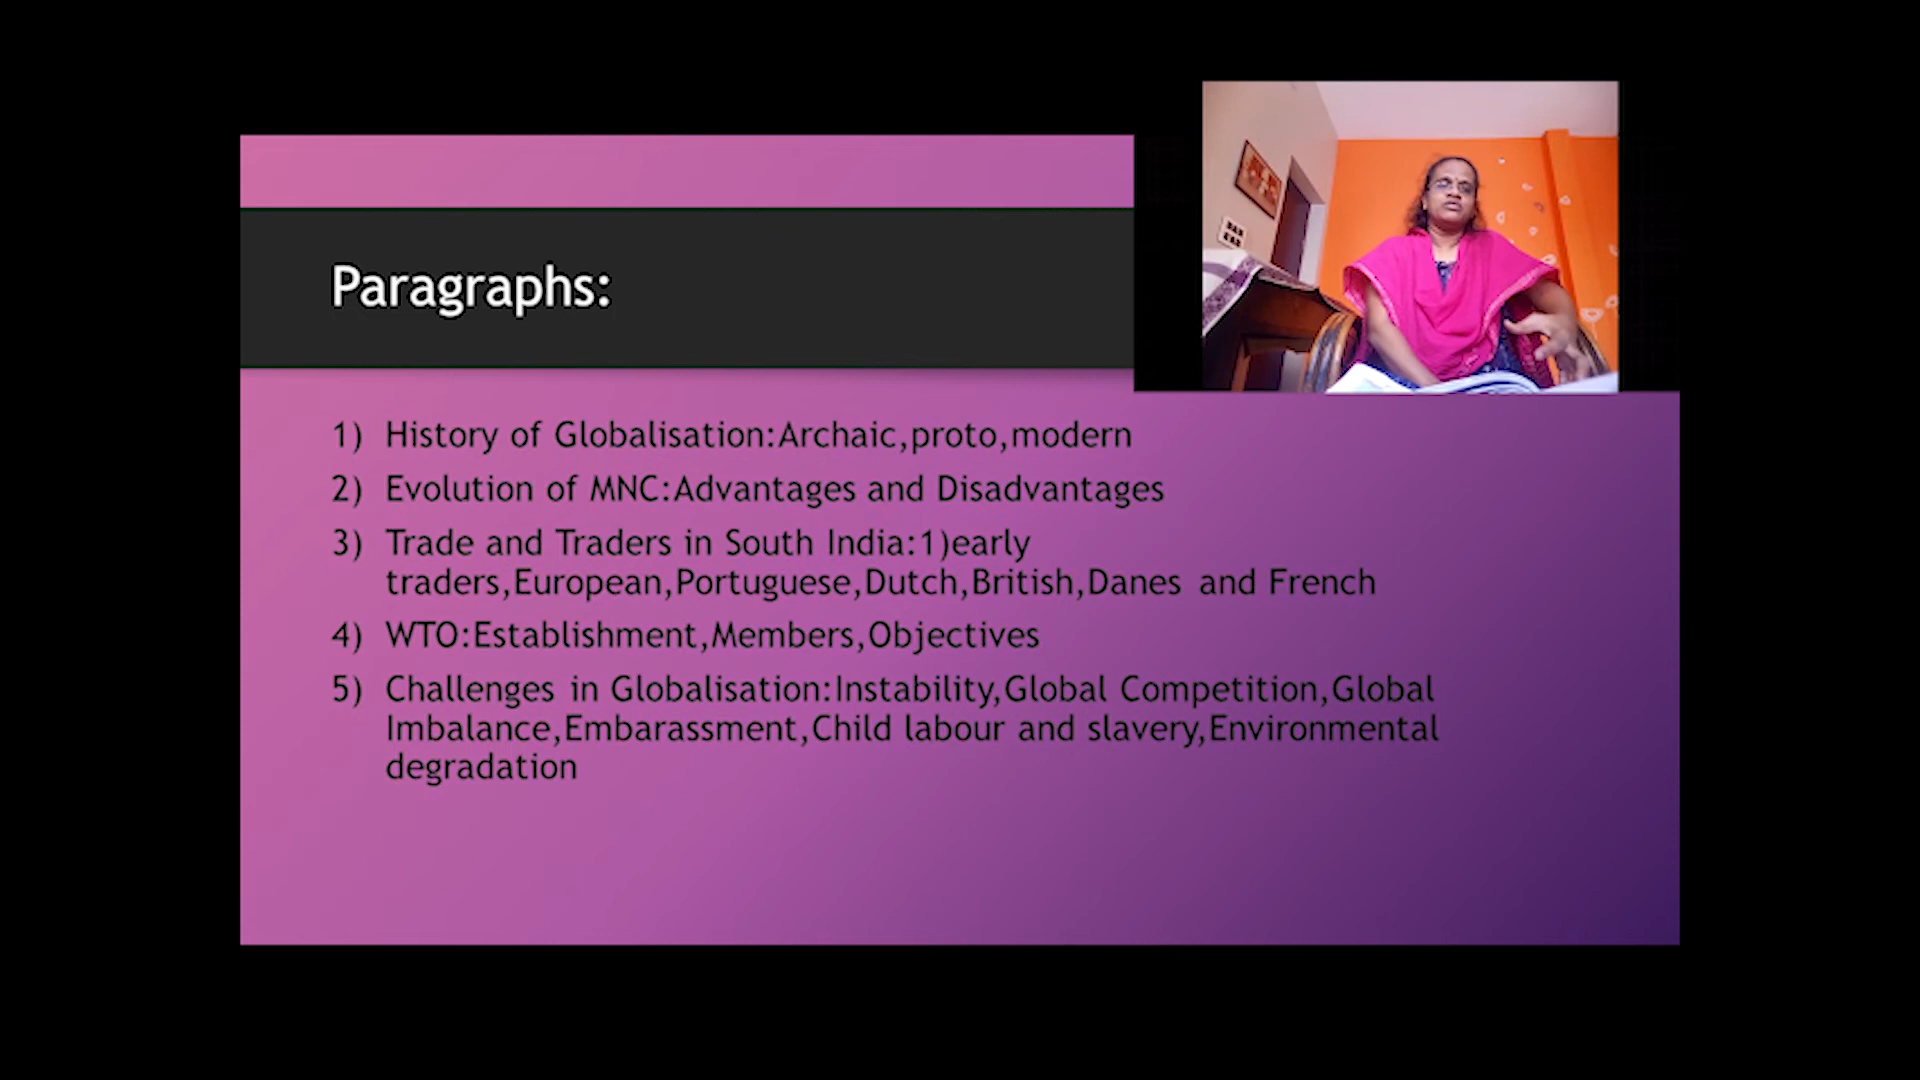 Paragraphs:
1) History of Globalisation:Archaic,proto,modern
2) Evolution of MNC:Advantages and Disadvantages
3) Trade and Traders in South India:1)early
traders,European,Portuguese,Dutch,British,Danes and French
4) WTO:Establishment,Members,Objectives
5) Challenges in Globalisation:Instability,Global Competition,Global
Imbalance,Embarassment,Child labour and slavery,Environmental
degradation